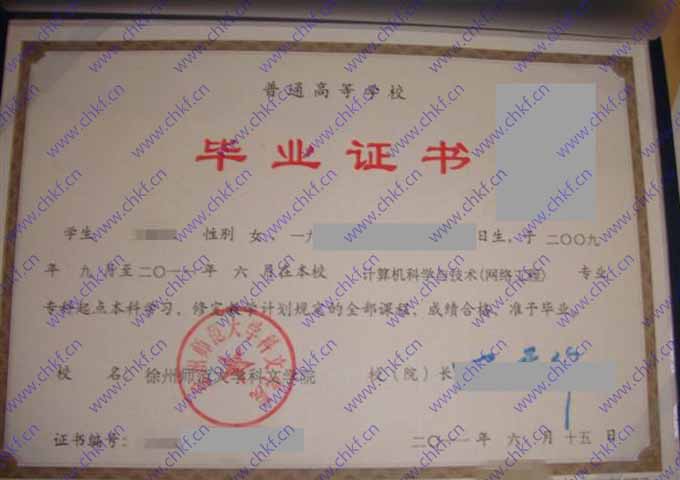 普通高等学校
毕业证书
学生 性别 女，一九 日生，于 二〇〇九
年 九 月至二〇一一年 六 月在本校 计算机科学与技术(网络工程) 专业
专科起点本科学习，修完教学计划规定的全部课程，成绩合格，准予毕业。
校 名 徐州师范大学科文学院 校（院）长
证书编号: 二〇一一年 六 月 十五 日
www.chkf.cn